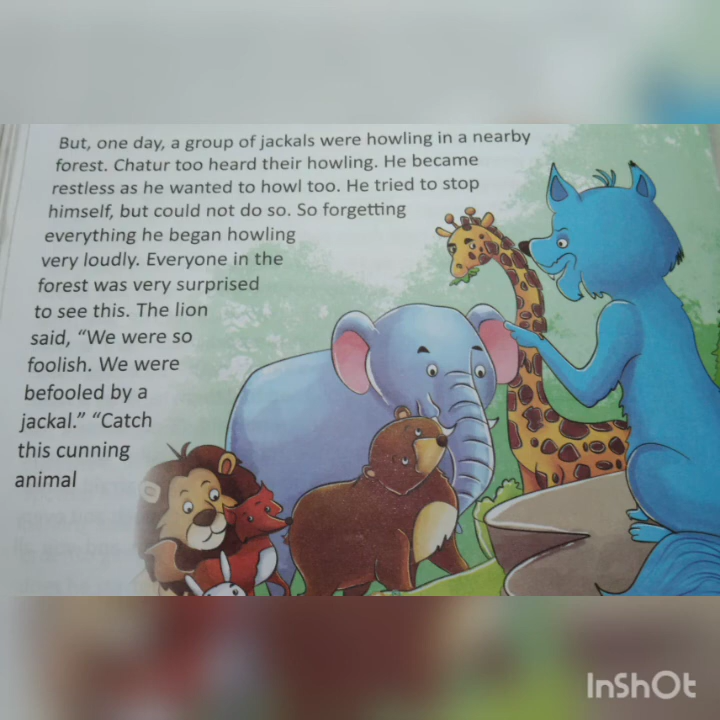 But, one day, a group of jackals were howling in a nearby
forest. Chatur too heard their howling. He became
restless as he wanted to howl too. He tried to stop
himself, but could not do so. So forgetting
everything he began howling
very loudly. Everyone in the
forest was very surprised
to see this. The lion
said, “We were so
foolish. We were
befooled by a
jackal.” “Catch
this cunning
animal
InShOt